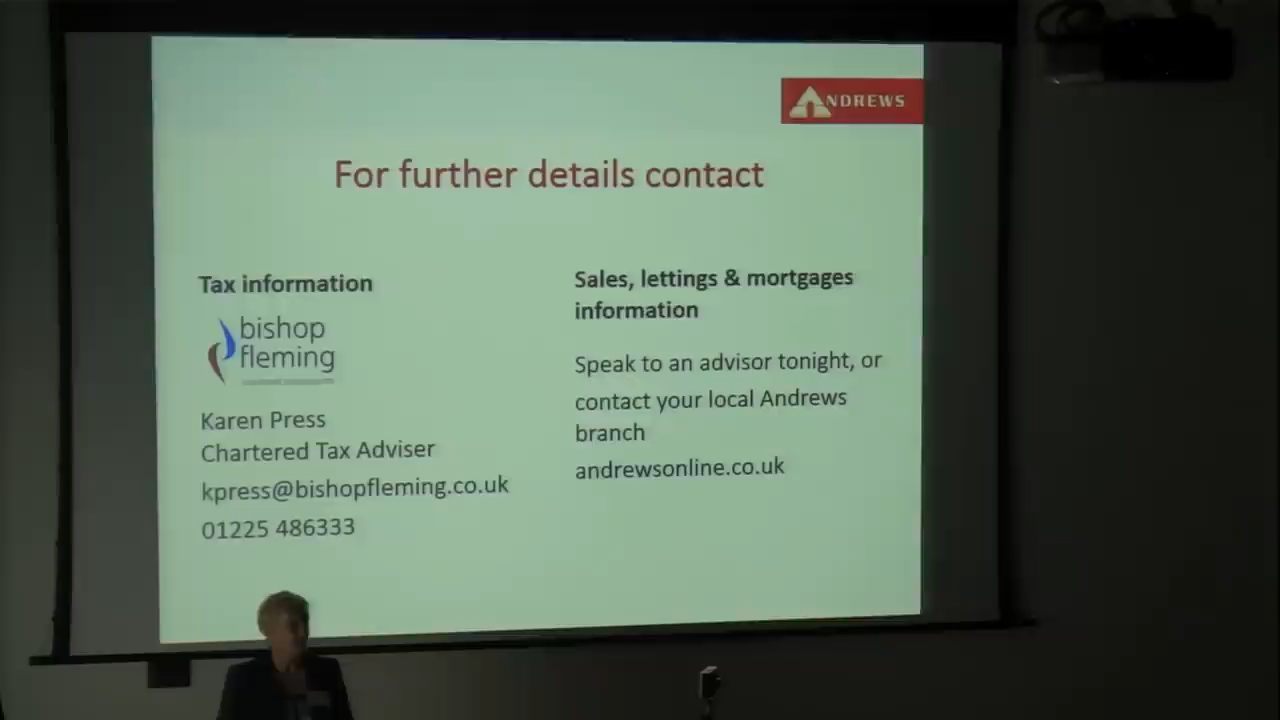 ANDREWS
For further details contact
Tax information
bishop
fleming
Karen Press
Chartered Tax Adviser
kpress@bishopfleming.co.uk
01225 486333
Sales, lettings & mortgages
information
Speak to an advisor tonight, or
contact your local Andrews
branch
andrewsonline.co.uk